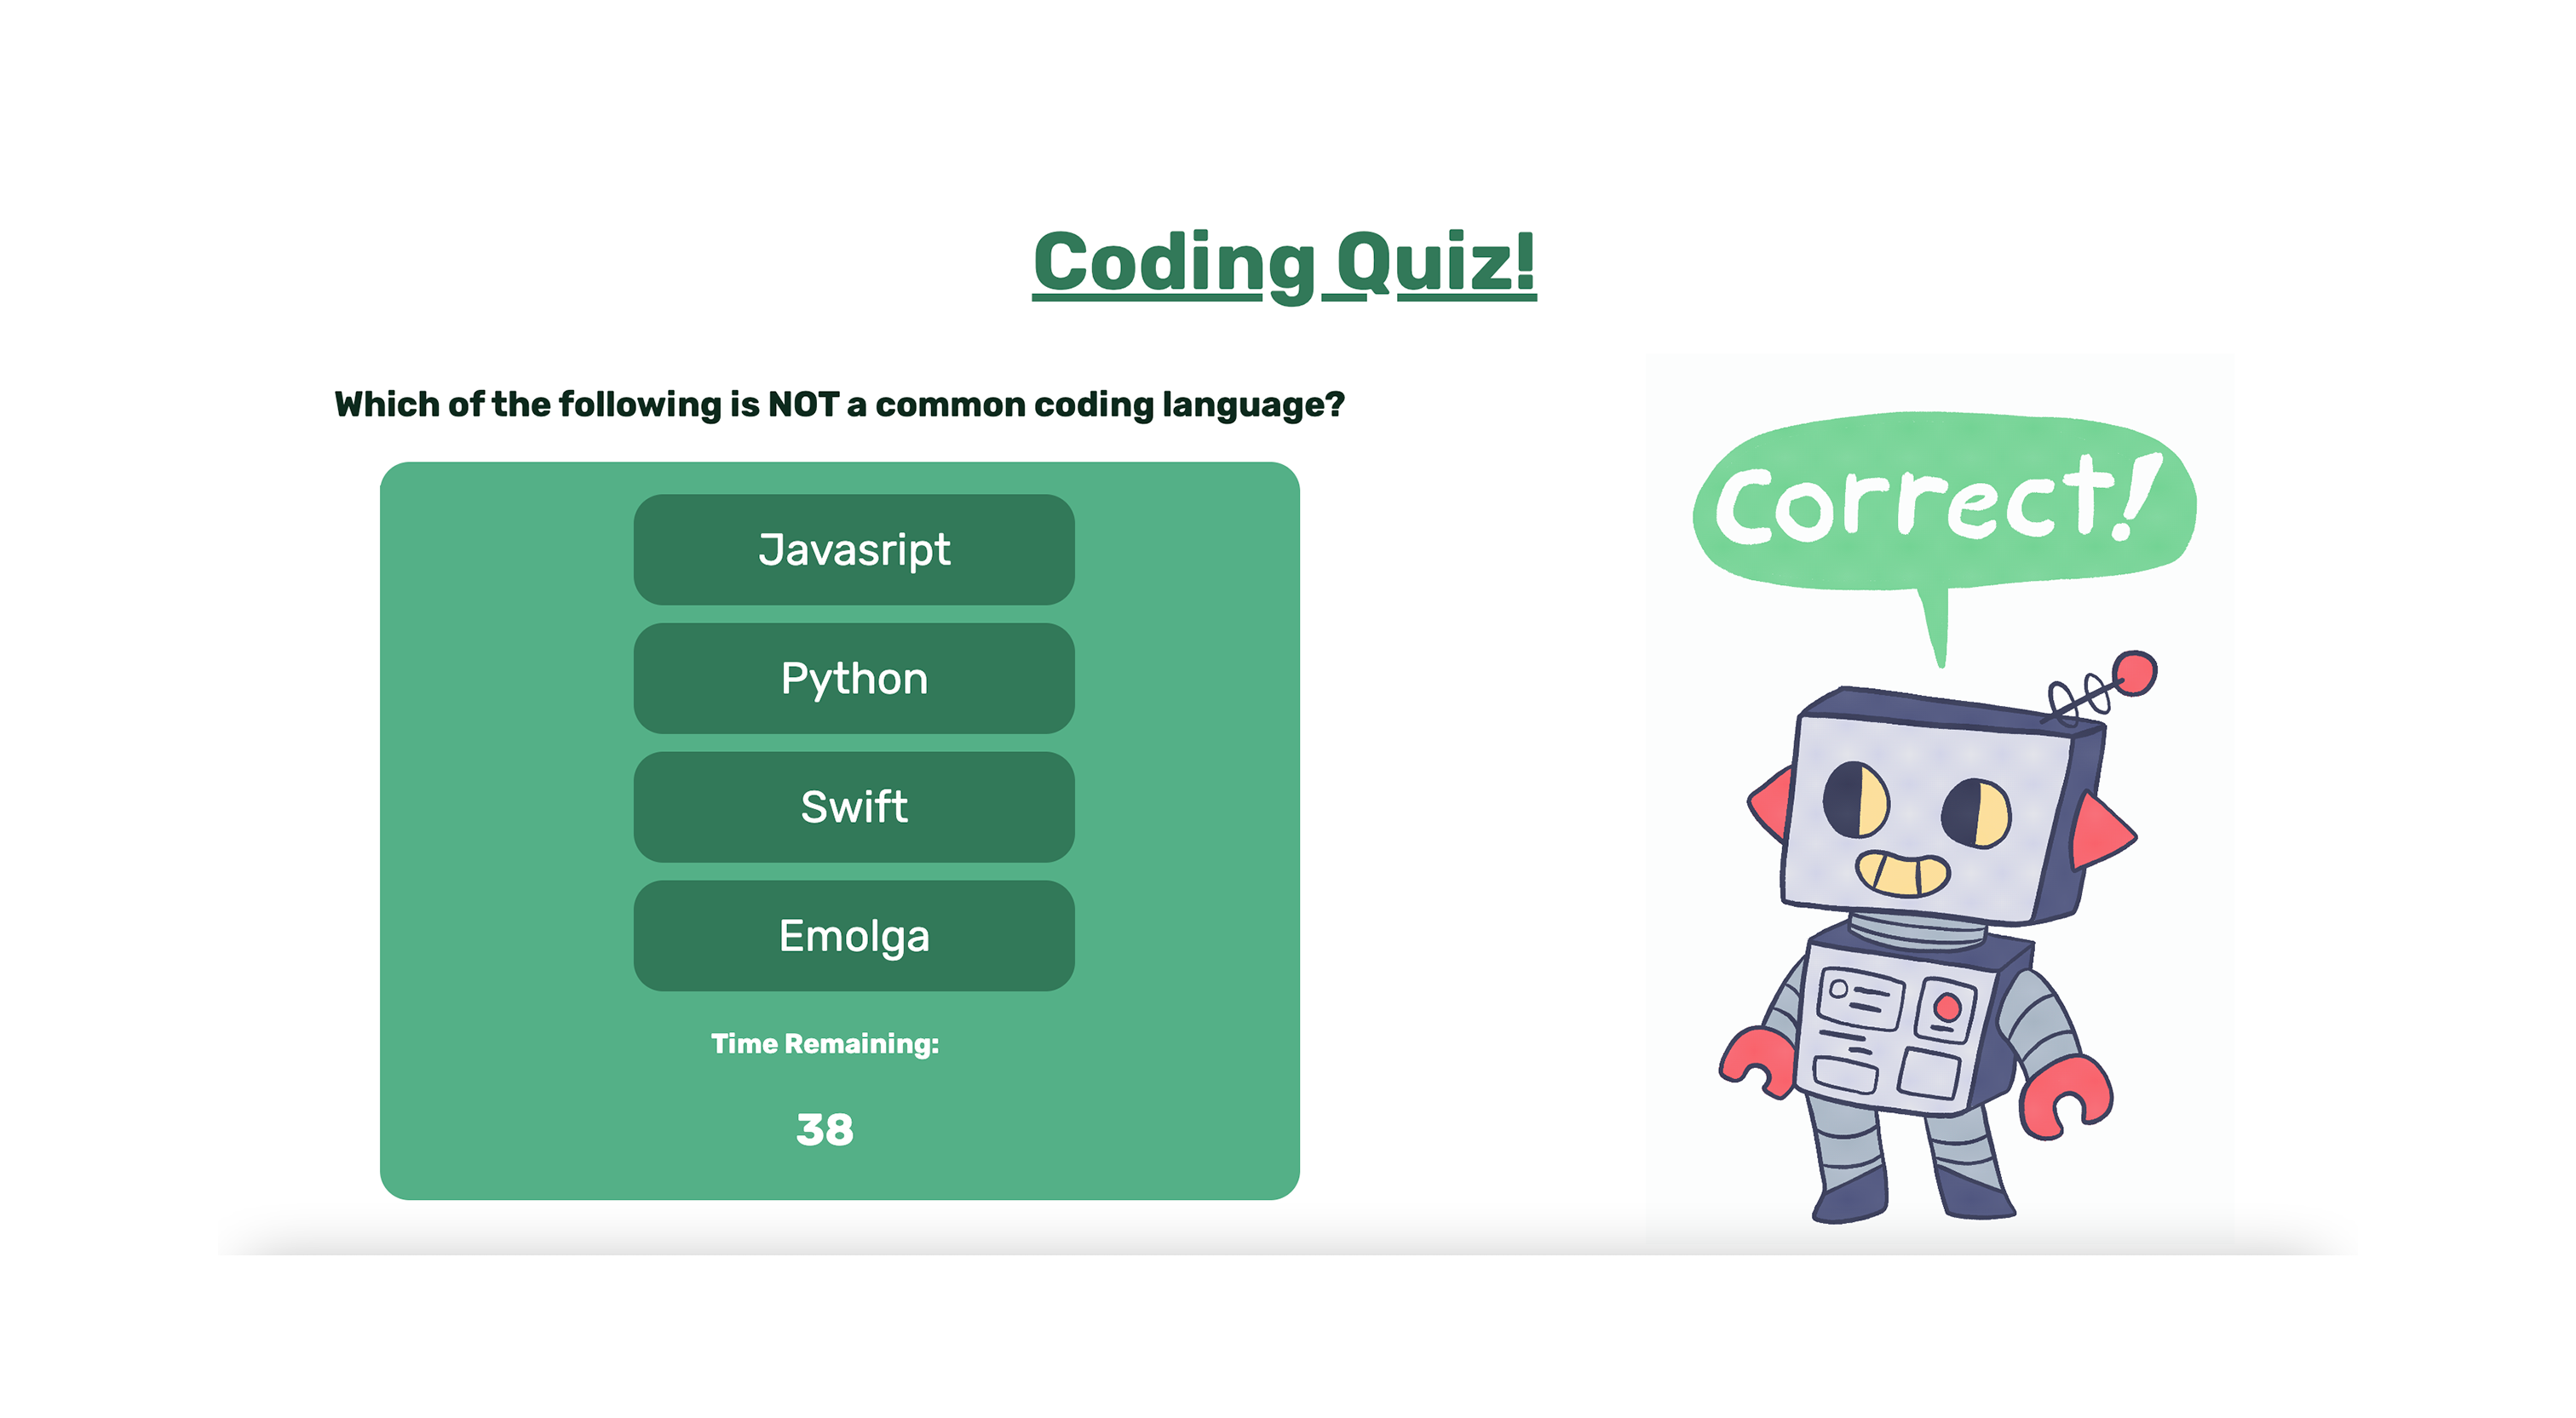 Coding Quiz!
Which of the following is NOT a common coding language?
Javasript
Python
Swift
Emolga
Time Remaining:
38
Correct!